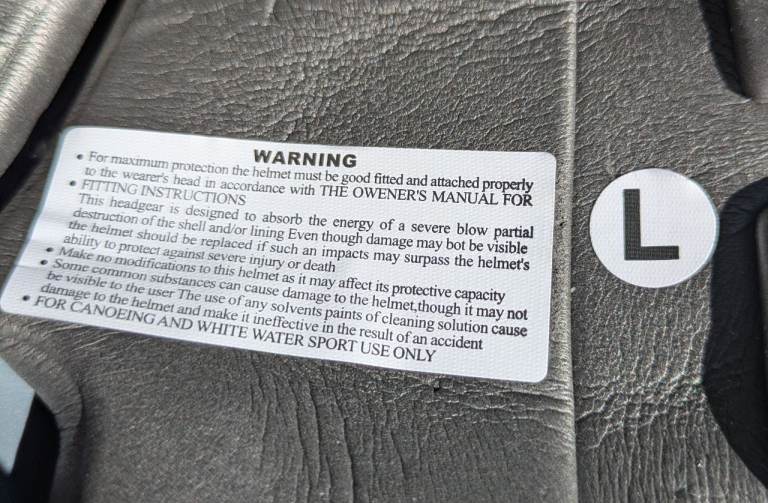 WARNING
• For maximum protection the helmet must be good fitted and attached properly
to the wearer's head in accordance with THE OWENER'S MANUAL FOR
• FITTING INSTRUCTIONS
This headgear is designed to absorb the energy of a severe blow partial
destruction of the shell and/or lining Even though damage may bot be visible
the helmet should be replaced if such an impacts may surpass the helmet's
ability to protect against severe injury or death
• Make no modifications to this helmet as it may affect its protective capacity
• Some common substances can cause damage to the helmet,though it may not
be visible to the user The use of any solvents paints of cleaning solution cause
damage to the helmet and make it ineffective in the result of an accident
• FOR CANOEING AND WHITE WATER SPORT USE ONLY
L